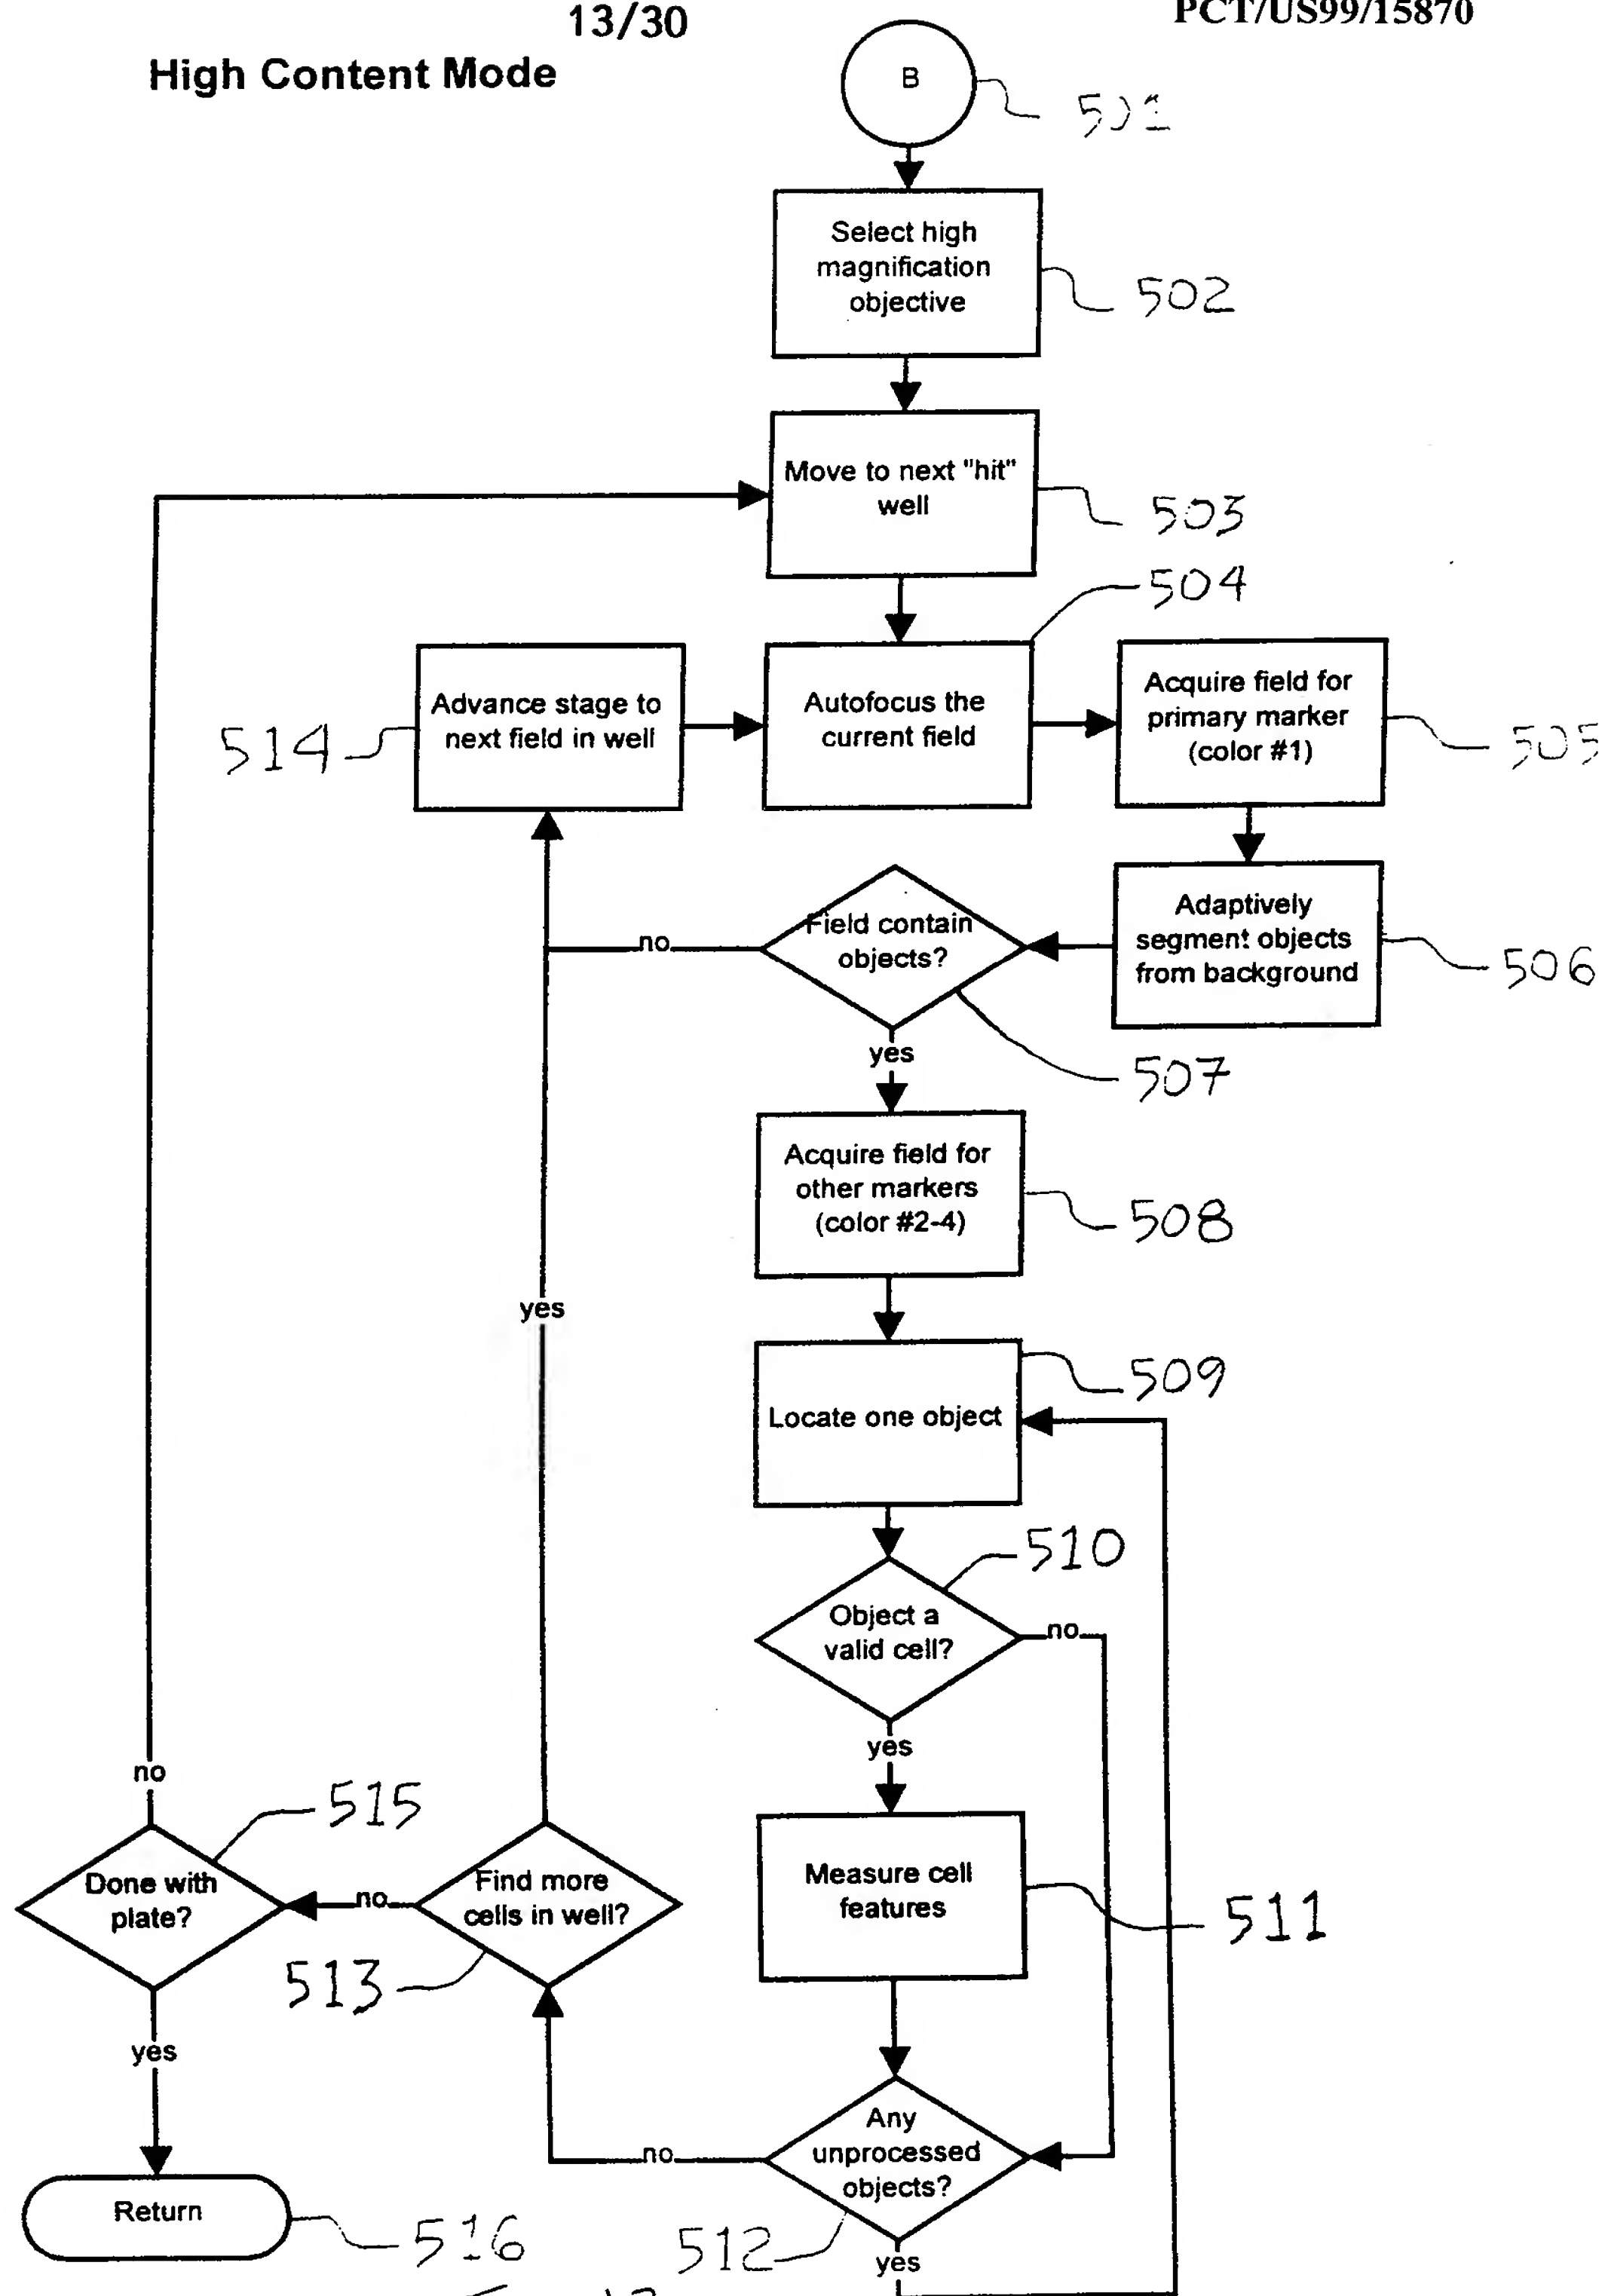 13/30
PCT/US99/15870
High Content Mode
B
501
Select high
magnification
objective
502
Move to next "hit"
well
503
504
Advance stage to
next field in well
514
Autofocus the
current field
Acquire field for
primary marker
(color #1)
505
Field contain
objects?
no
yes
507
Adaptively
segment objects
from background
506
Acquire field for
other markers
(color #2-4)
508
yes
Locate one object
509
510
Object a
valid cell?
no
yes
no
515
Done with
plate?
no
Find more
cells in well?
513
Measure cell
features
511
yes
Any
unprocessed
objects?
no
512
yes
Return
516